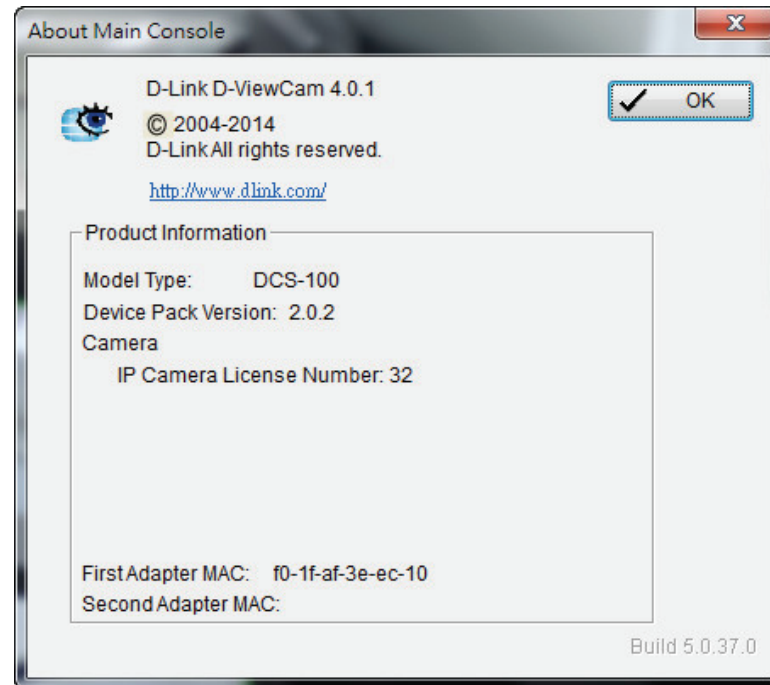 About Main Console
D-Link D-ViewCam 4.0.1
OK
© 2004-2014
D-Link All rights reserved.
http://www.dlink.com/
Product Information
Model Type: DCS-100
Device Pack Version: 2.0.2
Camera
IP Camera License Number: 32
First Adapter MAC: f0-1f-af-3e-ec-10
Second Adapter MAC:
Build 5.0.37.0